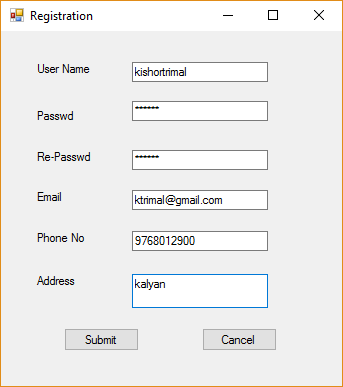 Registration
User Name kishortrimal
Passwd ******
Re-Passwd ******
Email ktrimal@gmail.com
Phone No 9768012900
Address kalyan
Submit Cancel